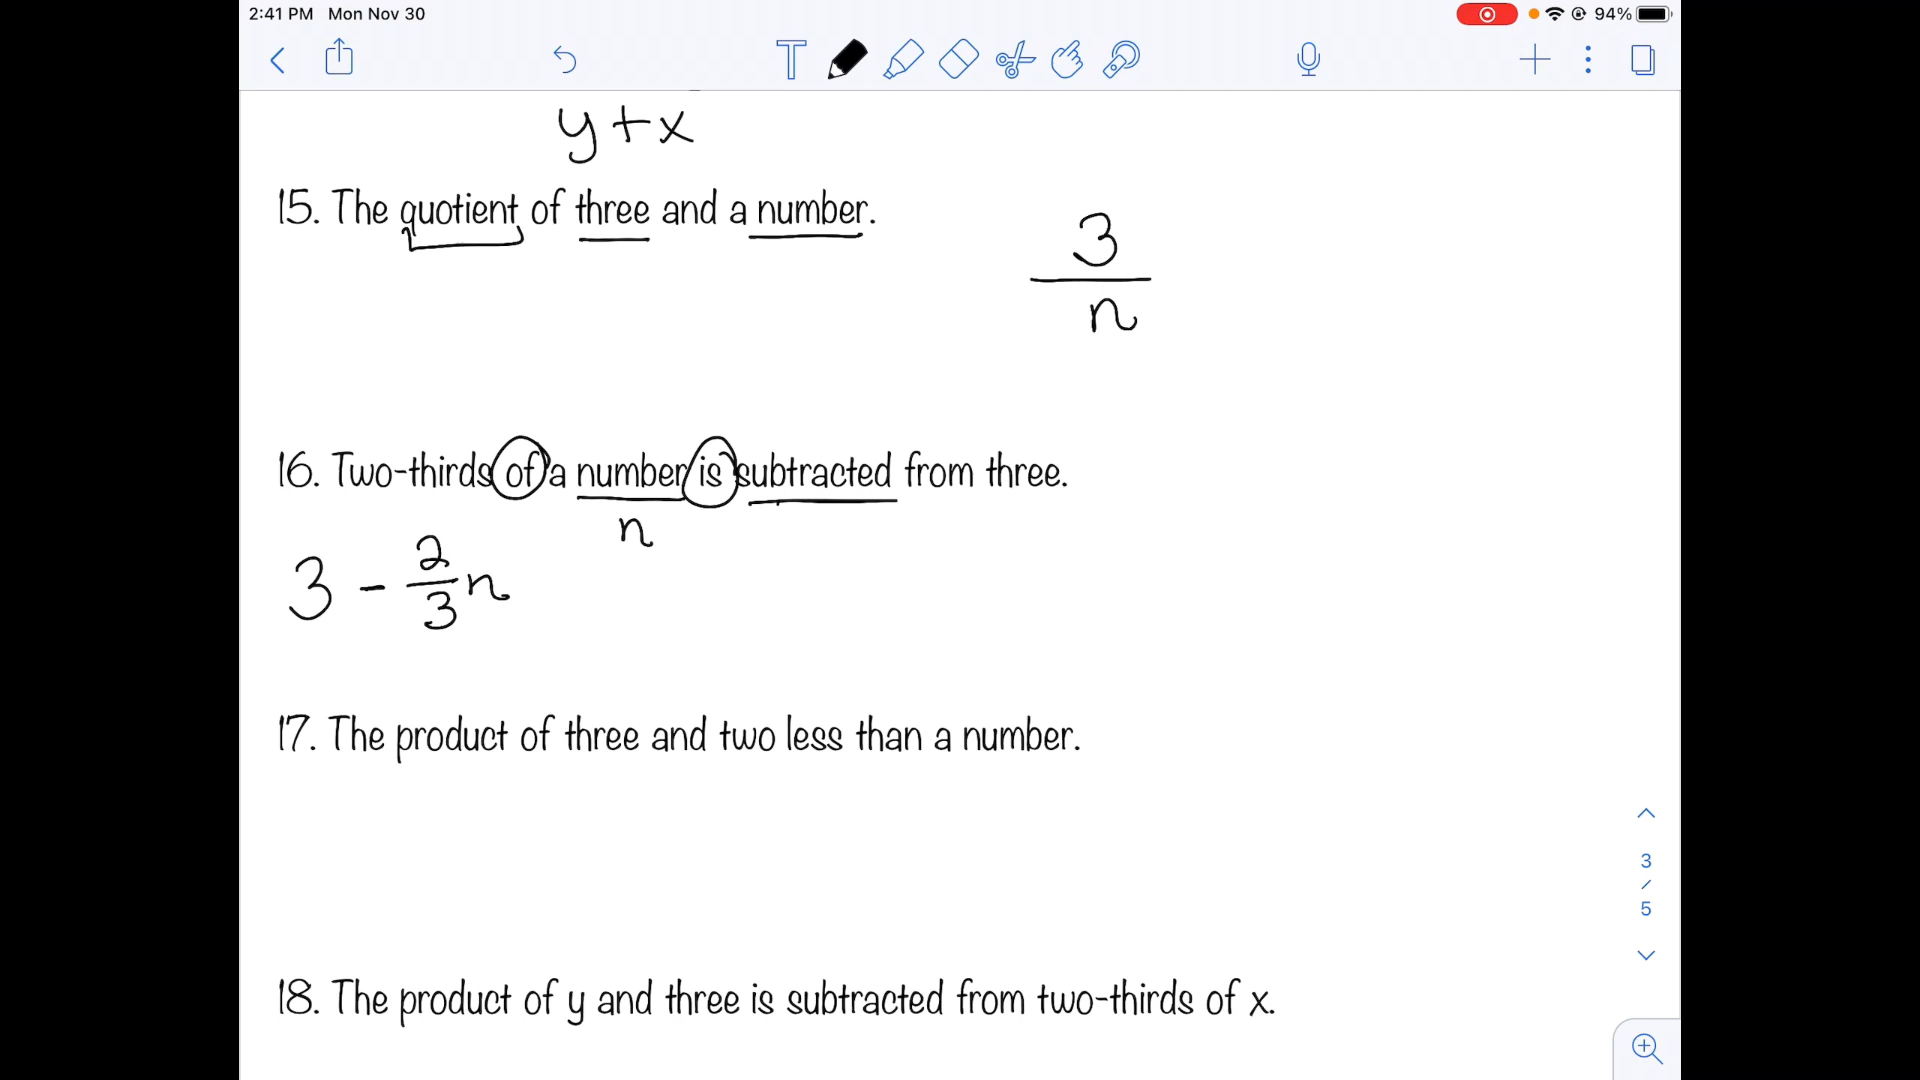 2:41 PM Mon Nov 30
94%
T
y + x
15. The quotient of three and a number.
3
n
16. Two-thirds of a number is subtracted from three.
n
3 - 2/3 n
17. The product of three and two less than a number.
3
/
5
18. The product of y and three is subtracted from two-thirds of x.